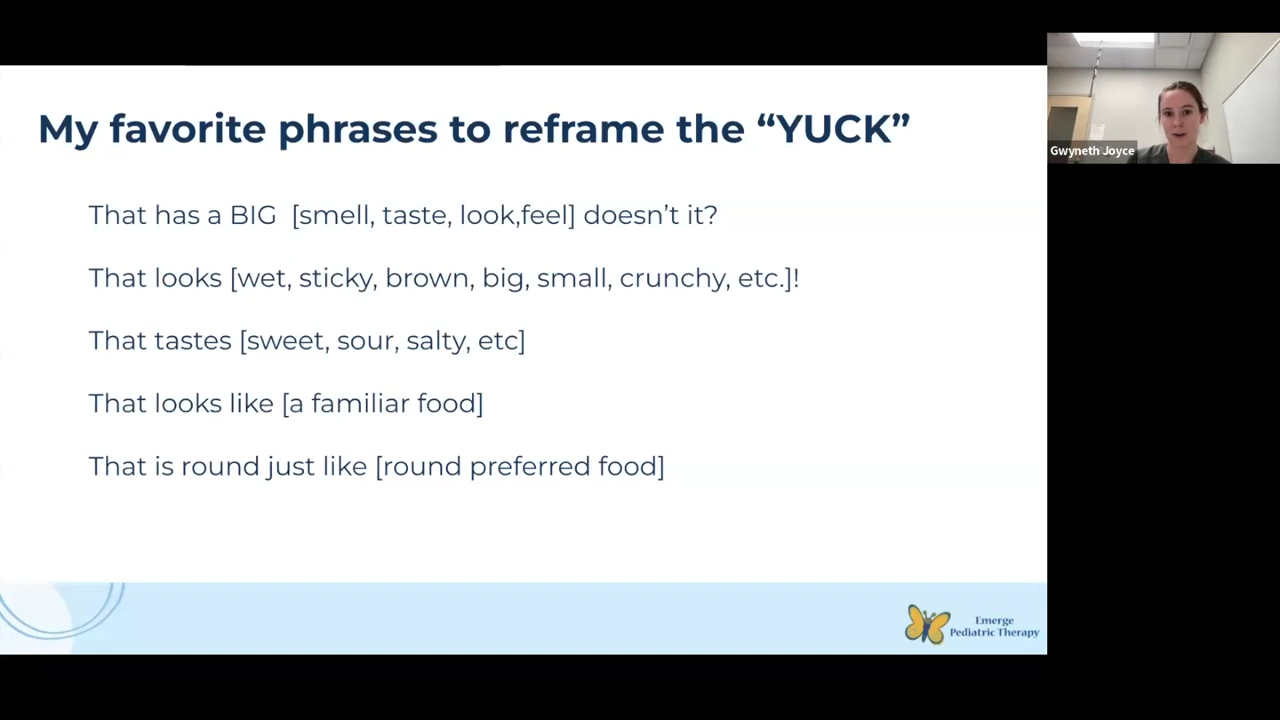 My favorite phrases to reframe the “YUCK”
That has a BIG  [smell, taste, look,feel] doesn’t it?
That looks [wet, sticky, brown, big, small, crunchy, etc.]!
That tastes [sweet, sour, salty, etc]
That looks like [a familiar food]
That is round just like [round preferred food]
Gwyneth Joyce
Emerge
Pediatric Therapy